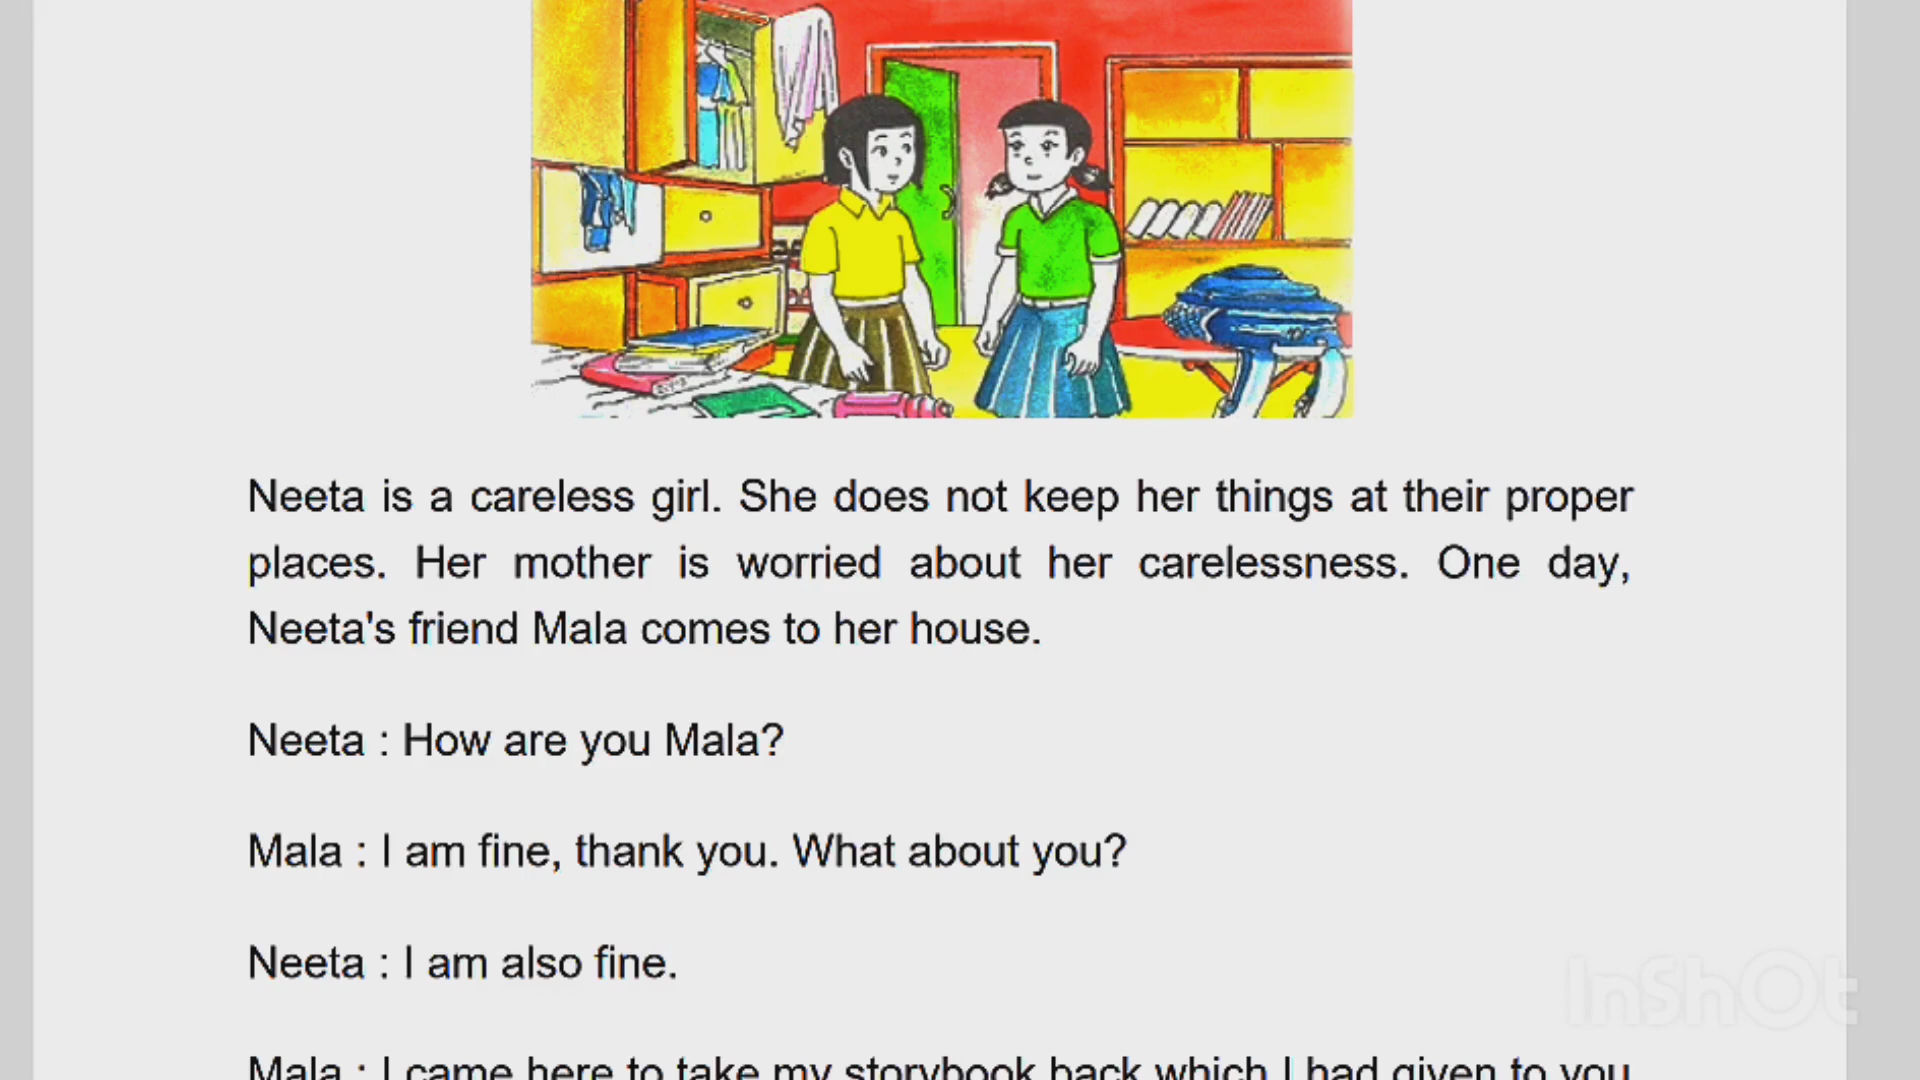 Neeta is a careless girl. She does not keep her things at their proper
places. Her mother is worried about her carelessness. One day,
Neeta's friend Mala comes to her house.
Neeta : How are you Mala?
Mala : I am fine, thank you. What about you?
Neeta : I am also fine.
Mala : I came here to take my storybook back which I had given to you
InShOt